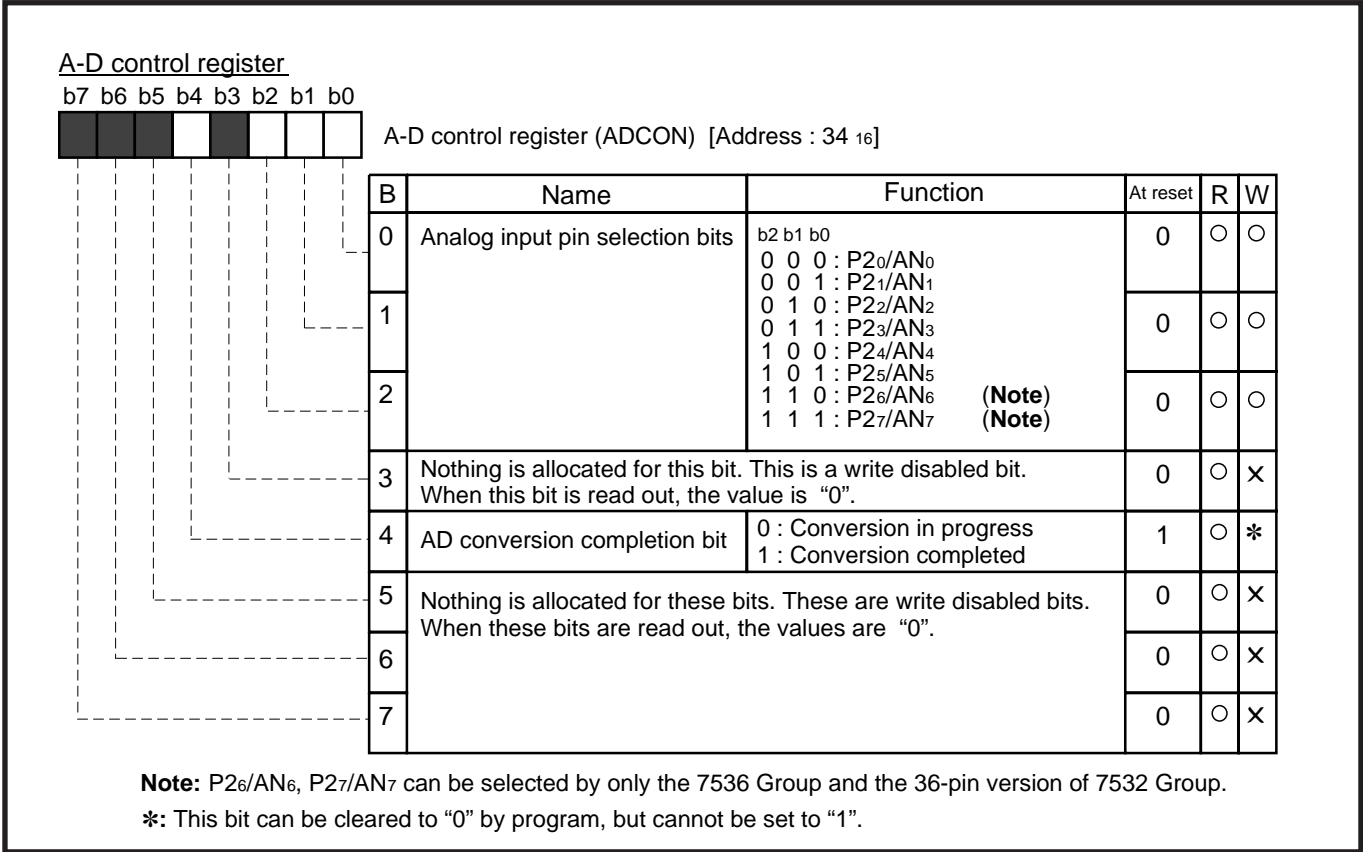 A-D control register
b7 b6 b5 b4 b3 b2 b1 b0
A-D control register (ADCON) [Address : 34 16]
B Name Function At reset R W
0 Analog input pin selection bits b2 b1 b0 0 ○ ○
0 0 0 : P20/AN0
0 0 1 : P21/AN1
0 1 0 : P22/AN2
1 0 ○ ○
0 1 1 : P23/AN3
1 0 0 : P24/AN4
1 0 1 : P25/AN5
2 0 ○ ○
1 1 0 : P26/AN6 (Note)
1 1 1 : P27/AN7 (Note)
3 Nothing is allocated for this bit. This is a write disabled bit. 0 ○ ×
When this bit is read out, the value is “0”.
4 AD conversion completion bit 0 : Conversion in progress 1 ○ ✻
1 : Conversion completed
5 Nothing is allocated for these bits. These are write disabled bits. 0 ○ ×
When these bits are read out, the values are “0”.
6 0 ○ ×
7 0 ○ ×
Note: P26/AN6, P27/AN7 can be selected by only the 7536 Group and the 36-pin version of 7532 Group.
✻: This bit can be cleared to “0” by program, but cannot be set to “1”.